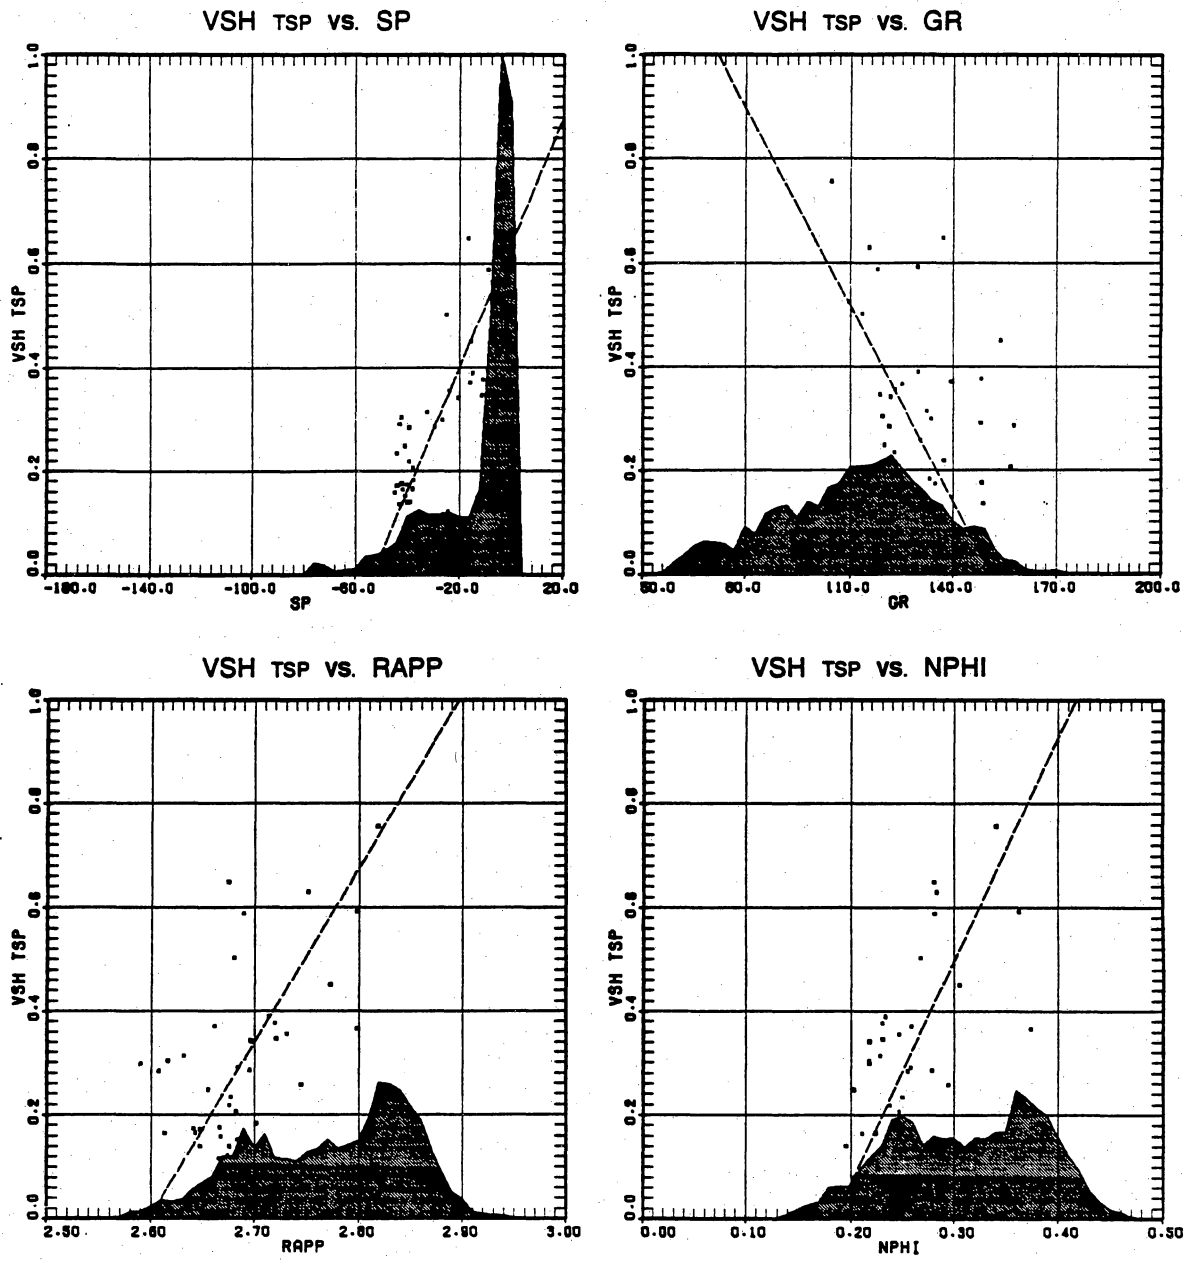 VSH TSP VS. SP
1.0
0.8
0.6
0.4
0.2
0.0
VSH TSP
-180.0 -140.0 -100.0 -60.0 -20.0 20.0
SP
VSH TSP VS. GR
1.0
0.8
0.6
0.4
0.2
0.0
VSH TSP
50.0 80.0 110.0 140.0 170.0 200.0
GR
VSH TSP VS. RAPP
1.0
0.8
0.6
0.4
0.2
0.0
VSH TSP
2.50 2.60 2.70 2.80 2.90 3.00
RAPP
VSH TSP VS. NPHI
1.0
0.8
0.6
0.4
0.2
0.0
VSH TSP
0.00 0.10 0.20 0.30 0.40 0.50
NPHI